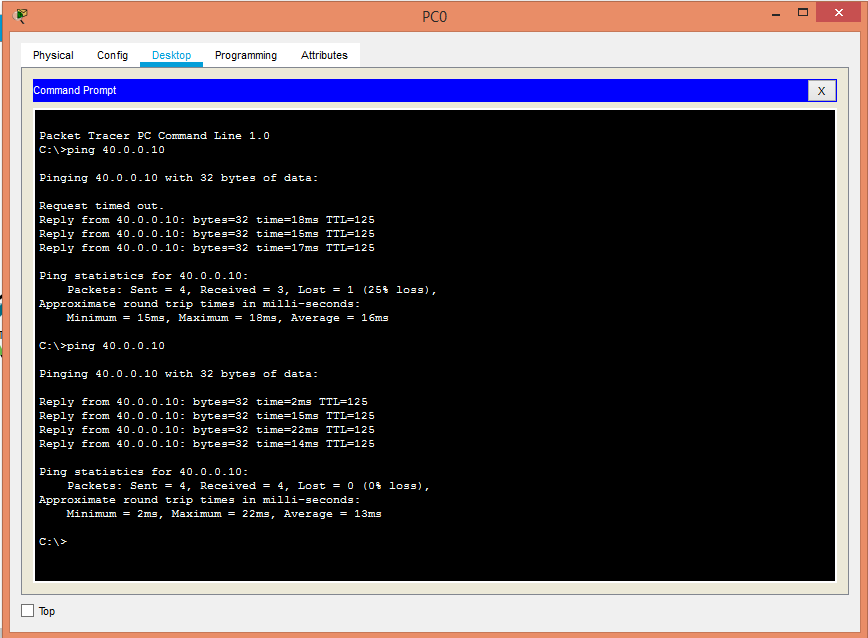 PC0
Physical Config Desktop Programming Attributes
Command Prompt X
Packet Tracer PC Command Line 1.0
C:\>ping 40.0.0.10
Pinging 40.0.0.10 with 32 bytes of data:
Request timed out.
Reply from 40.0.0.10: bytes=32 time=18ms TTL=125
Reply from 40.0.0.10: bytes=32 time=15ms TTL=125
Reply from 40.0.0.10: bytes=32 time=17ms TTL=125
Ping statistics for 40.0.0.10:
Packets: Sent = 4, Received = 3, Lost = 1 (25% loss),
Approximate round trip times in milli-seconds:
Minimum = 15ms, Maximum = 18ms, Average = 16ms
C:\>ping 40.0.0.10
Pinging 40.0.0.10 with 32 bytes of data:
Reply from 40.0.0.10: bytes=32 time=2ms TTL=125
Reply from 40.0.0.10: bytes=32 time=15ms TTL=125
Reply from 40.0.0.10: bytes=32 time=22ms TTL=125
Reply from 40.0.0.10: bytes=32 time=14ms TTL=125
Ping statistics for 40.0.0.10:
Packets: Sent = 4, Received = 4, Lost = 0 (0% loss),
Approximate round trip times in milli-seconds:
Minimum = 2ms, Maximum = 22ms, Average = 13ms
C:\>
Top